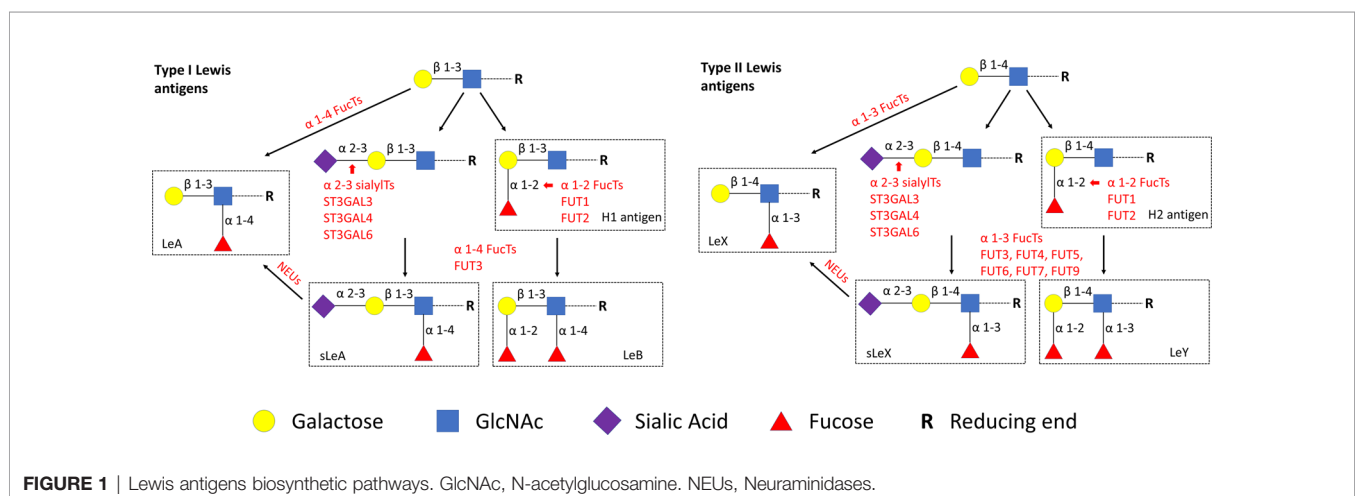 Type I Lewis
antigens
β 1-3
R
α 1-4 FucTs
α 2-3
β 1-3
R
α 2-3 sialylTs
ST3GAL3
ST3GAL4
ST3GAL6
β 1-3
R
α 1-2
α 1-2 FucTs
FUT1
FUT2
H1 antigen
β 1-3
R
α 1-4
LeA
α 1-4 FucTs
FUT3
NEUs
α 2-3
β 1-3
R
α 1-4
sLeA
β 1-3
R
α 1-2
α 1-4
LeB
Type II Lewis
antigens
β 1-4
R
α 1-3 FucTs
α 2-3
β 1-4
R
α 2-3 sialylTs
ST3GAL3
ST3GAL4
ST3GAL6
β 1-4
R
α 1-2
α 1-2 FucTs
FUT1
FUT2
H2 antigen
β 1-4
R
α 1-3
LeX
α 1-3 FucTs
FUT3, FUT4, FUT5,
FUT6, FUT7, FUT9
NEUs
α 2-3
β 1-4
R
α 1-3
sLeX
β 1-4
R
α 1-2
α 1-3
LeY
Galactose
GlcNAc
Sialic Acid
Fucose
R Reducing end
FIGURE 1 | Lewis antigens biosynthetic pathways. GlcNAc, N-acetylglucosamine. NEUs, Neuraminidases.